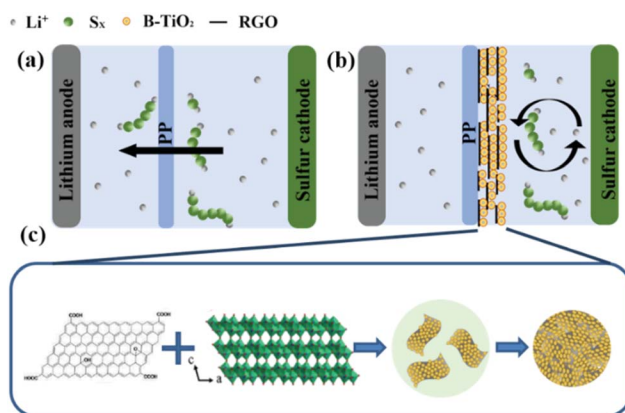 Li⁺ Sₓ B-TiO₂ RGO
(a)
Lithium anode
PP
Sulfur cathode
(b)
Lithium anode
PP
Sulfur cathode
(c)
COOH
COOH
O
OH
HOOC
COOH
c
a